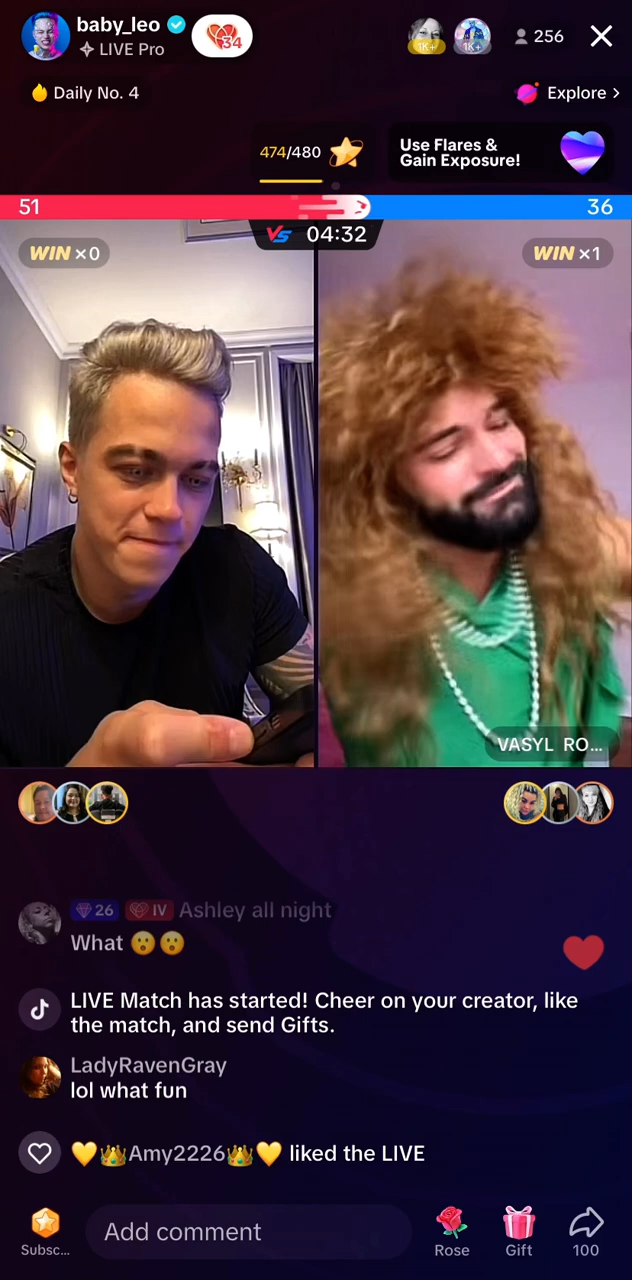 baby_leo
LIVE Pro
34
1K+
1K+
256
Daily No. 4
Explore >
474/480
Use Flares &
Gain Exposure!
51
36
VS 04:32
WIN ×0
WIN ×1
VASYL RO...
26 IV Ashley all night
What 😮😮
LIVE Match has started! Cheer on your creator, like
the match, and send Gifts.
LadyRavenGray
lol what fun
💛👑Amy2226👑💛 liked the LIVE
Subsc...
Add comment
Rose
Gift
100